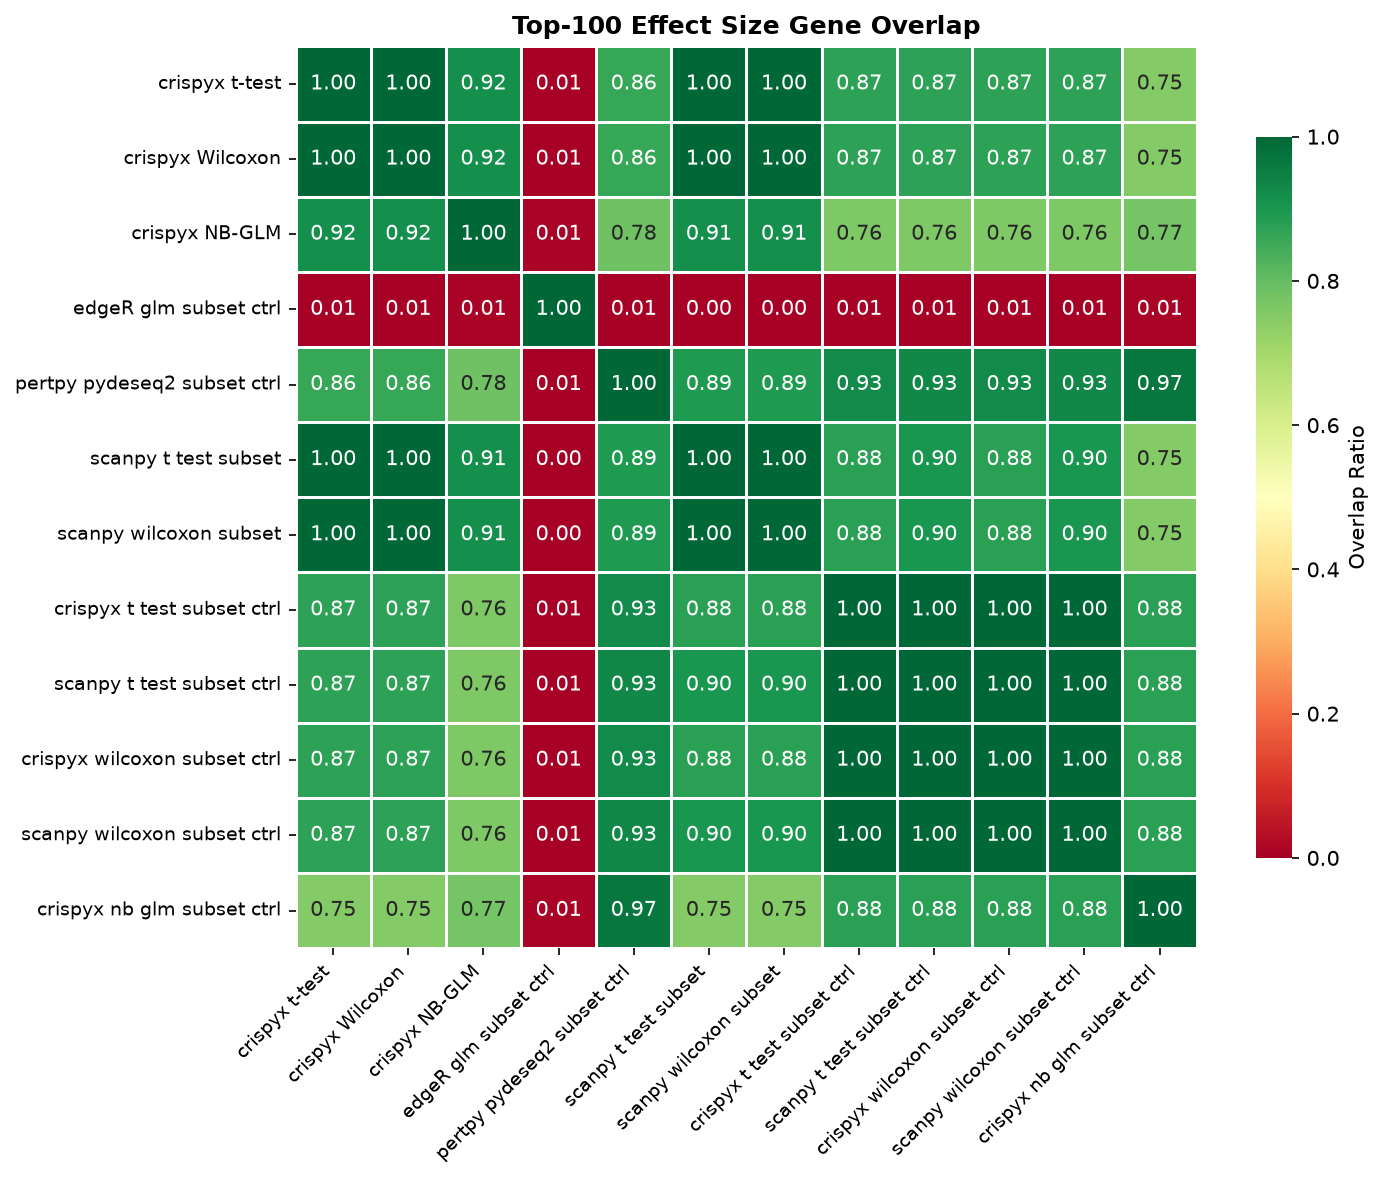 Top-100 Effect Size Gene Overlap
crispyx t-test 1.00 1.00 0.92 0.01 0.86 1.00 1.00 0.87 0.87 0.87 0.87 0.75
crispyx Wilcoxon 1.00 1.00 0.92 0.01 0.86 1.00 1.00 0.87 0.87 0.87 0.87 0.75
crispyx NB-GLM 0.92 0.92 1.00 0.01 0.78 0.91 0.91 0.76 0.76 0.76 0.76 0.77
edgeR glm subset ctrl 0.01 0.01 0.01 1.00 0.01 0.00 0.00 0.01 0.01 0.01 0.01 0.01
pertpy pydeseq2 subset ctrl 0.86 0.86 0.78 0.01 1.00 0.89 0.89 0.93 0.93 0.93 0.93 0.97
scanpy t test subset 1.00 1.00 0.91 0.00 0.89 1.00 1.00 0.88 0.90 0.88 0.90 0.75
scanpy wilcoxon subset 1.00 1.00 0.91 0.00 0.89 1.00 1.00 0.88 0.90 0.88 0.90 0.75
crispyx t test subset ctrl 0.87 0.87 0.76 0.01 0.93 0.88 0.88 1.00 1.00 1.00 1.00 0.88
scanpy t test subset ctrl 0.87 0.87 0.76 0.01 0.93 0.90 0.90 1.00 1.00 1.00 1.00 0.88
crispyx wilcoxon subset ctrl 0.87 0.87 0.76 0.01 0.93 0.88 0.88 1.00 1.00 1.00 1.00 0.88
scanpy wilcoxon subset ctrl 0.87 0.87 0.76 0.01 0.93 0.90 0.90 1.00 1.00 1.00 1.00 0.88
crispyx nb glm subset ctrl 0.75 0.75 0.77 0.01 0.97 0.75 0.75 0.88 0.88 0.88 0.88 1.00
crispyx t-test
crispyx Wilcoxon
crispyx NB-GLM
edgeR glm subset ctrl
pertpy pydeseq2 subset ctrl
scanpy t test subset
scanpy wilcoxon subset
crispyx t test subset ctrl
scanpy t test subset ctrl
crispyx wilcoxon subset ctrl
scanpy wilcoxon subset ctrl
crispyx nb glm subset ctrl
1.0
0.8
0.6
0.4
0.2
0.0
Overlap Ratio